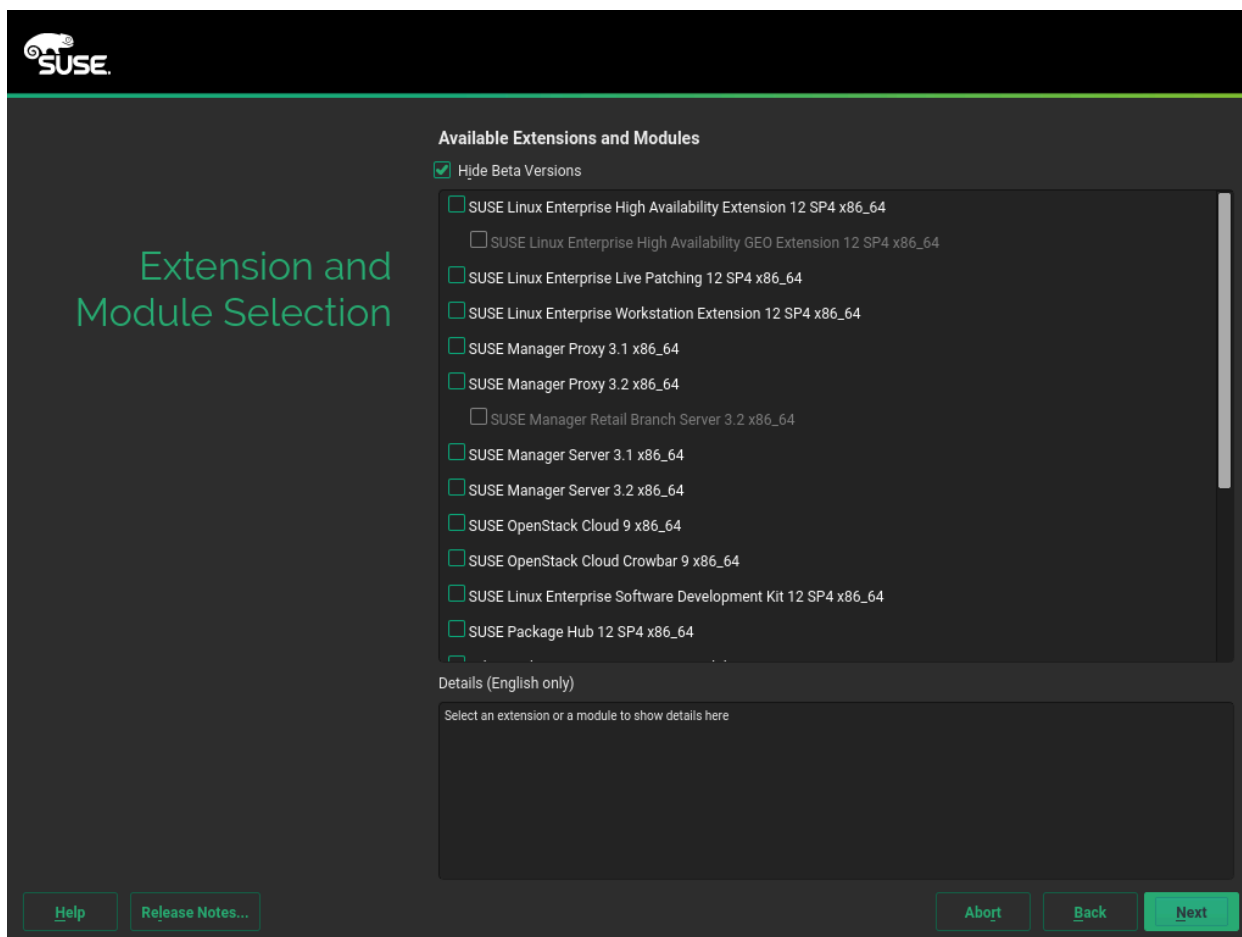 SUSE.
Available Extensions and Modules
Hide Beta Versions
SUSE Linux Enterprise High Availability Extension 12 SP4 x86_64
SUSE Linux Enterprise High Availability GEO Extension 12 SP4 x86_64
Extension and
Module Selection
SUSE Linux Enterprise Live Patching 12 SP4 x86_64
SUSE Linux Enterprise Workstation Extension 12 SP4 x86_64
SUSE Manager Proxy 3.1 x86_64
SUSE Manager Proxy 3.2 x86_64
SUSE Manager Retail Branch Server 3.2 x86_64
SUSE Manager Server 3.1 x86_64
SUSE Manager Server 3.2 x86_64
SUSE OpenStack Cloud 9 x86_64
SUSE OpenStack Cloud Crowbar 9 x86_64
SUSE Linux Enterprise Software Development Kit 12 SP4 x86_64
SUSE Package Hub 12 SP4 x86_64
Details (English only)
Select an extension or a module to show details here
Help
Release Notes...
Abort
Back
Next